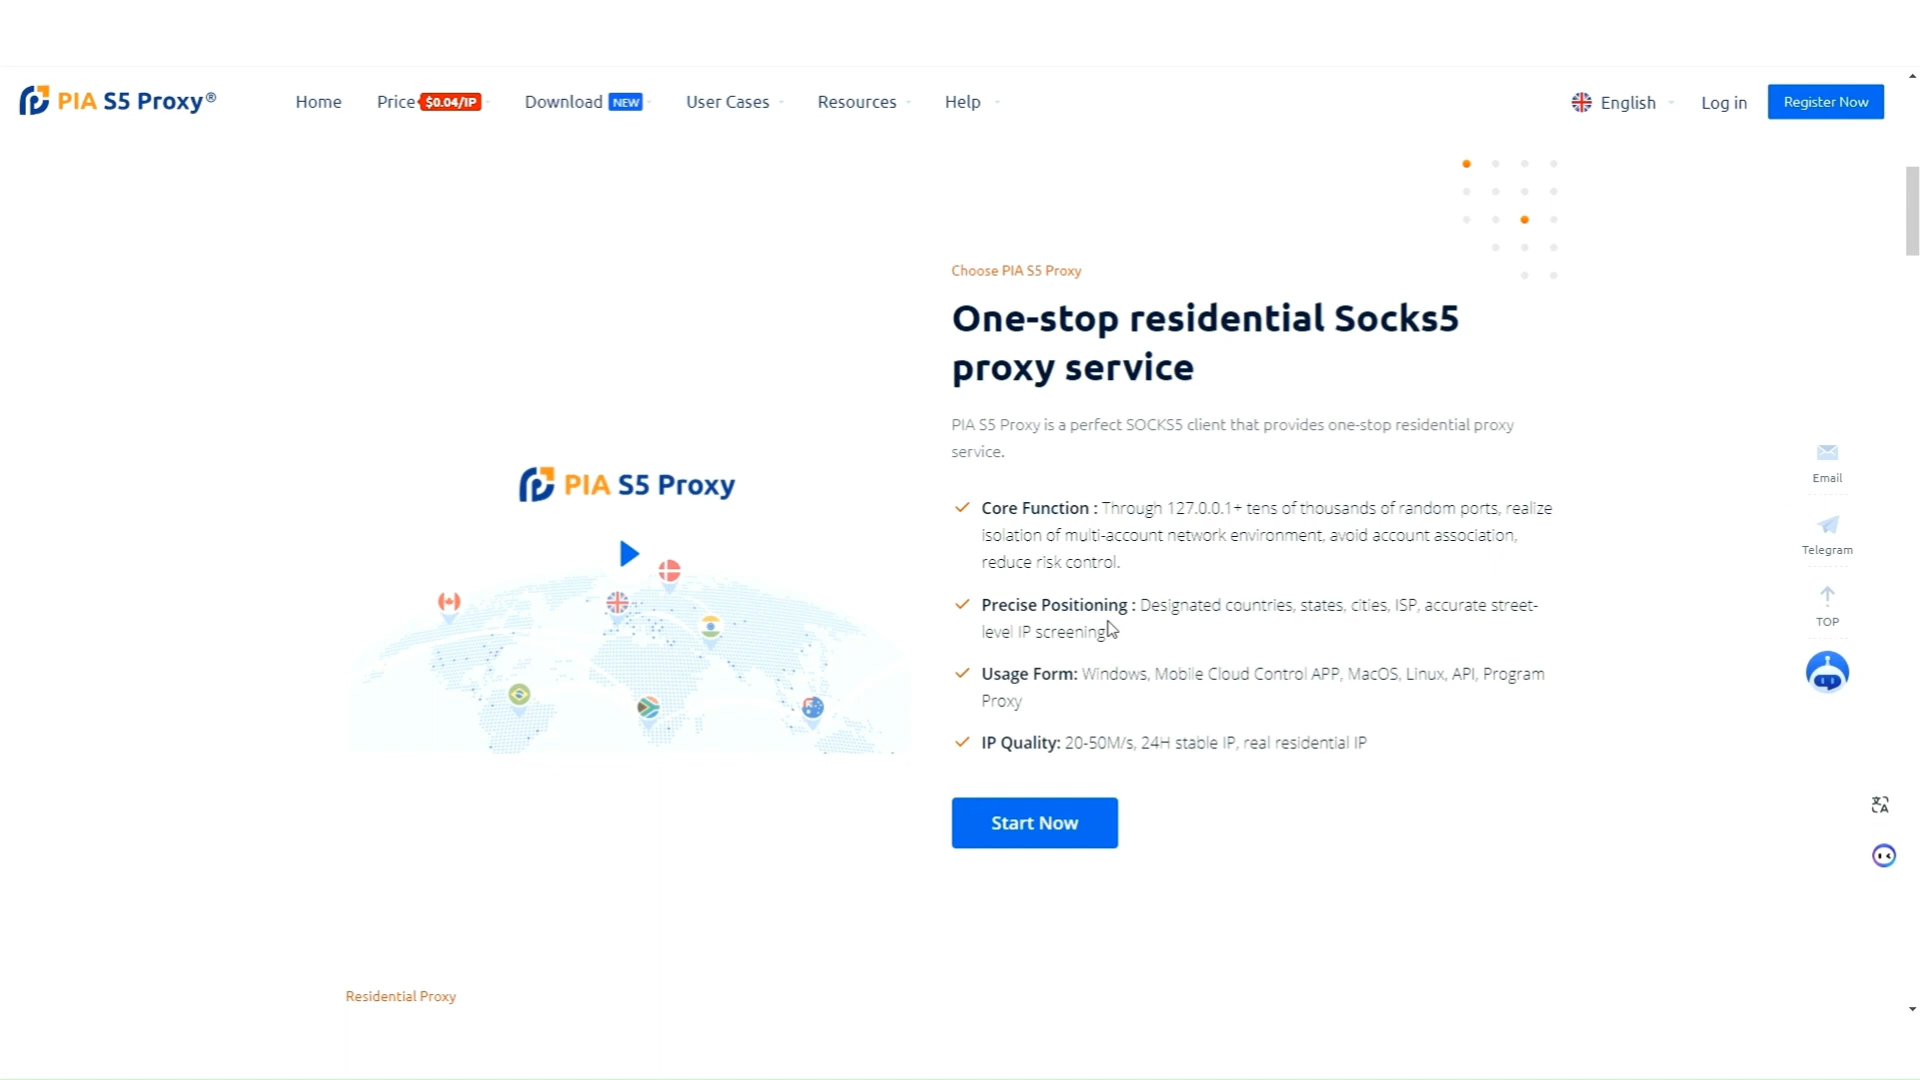 PIA S5 Proxy®
Home
Price $0.04/IP
Download NEW
User Cases
Resources
Help
English
Log in
Register Now
Choose PIA S5 Proxy
One-stop residential Socks5
proxy service
PIA S5 Proxy is a perfect SOCKS5 client that provides one-stop residential proxy
service.
PIA S5 Proxy
Core Function : Through 127.0.0.1+ tens of thousands of random ports, realize
isolation of multi-account network environment, avoid account association,
reduce risk control.
Precise Positioning : Designated countries, states, cities, ISP, accurate street-
level IP screening
Usage Form: Windows, Mobile Cloud Control APP, MacOS, Linux, API, Program
Proxy
IP Quality: 20-50M/s, 24H stable IP, real residential IP
Start Now
Email
Telegram
TOP
Residential Proxy